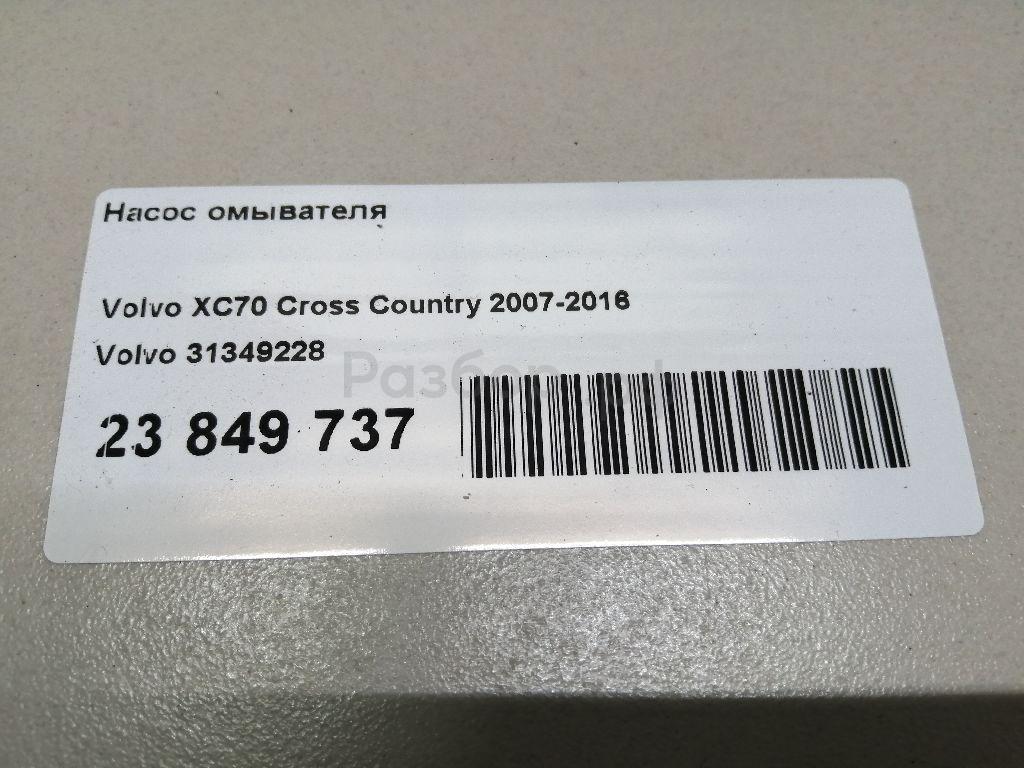 Насос омывателя
Volvo XC70 Cross Country 2007-2016
Volvo 31349228
23 849 737